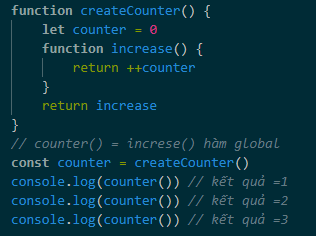 function createCounter() {
    let counter = 0
    function increase() {
        return ++counter
    }
    return increase
}
// counter() = increse() hàm global
const counter = createCounter()
console.log(counter()) // kết quả =1
console.log(counter()) // kết quả =2
console.log(counter()) // kết quả =3